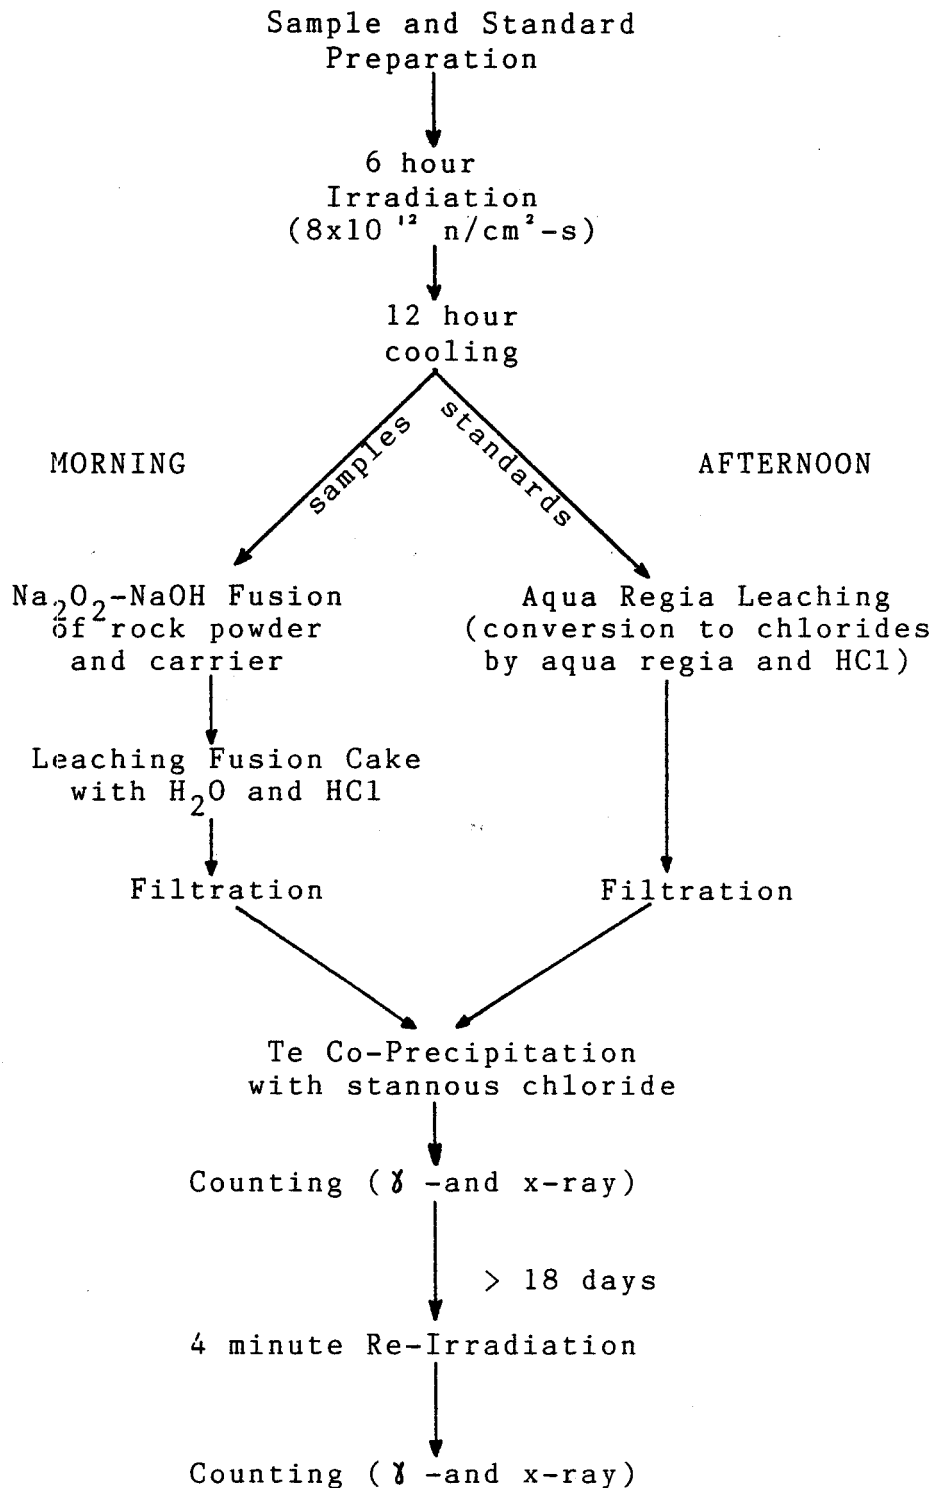 Sample and Standard
Preparation
6 hour
Irradiation
(8x10¹² n/cm²-s)
12 hour
cooling
samples
standards
MORNING
AFTERNOON
Na₂O₂-NaOH Fusion
of rock powder
and carrier
Aqua Regia Leaching
(conversion to chlorides
by aqua regia and HCl)
Leaching Fusion Cake
with H₂O and HCl
Filtration
Filtration
Te Co-Precipitation
with stannous chloride
Counting (γ -and x-ray)
> 18 days
4 minute Re-Irradiation
Counting (γ -and x-ray)